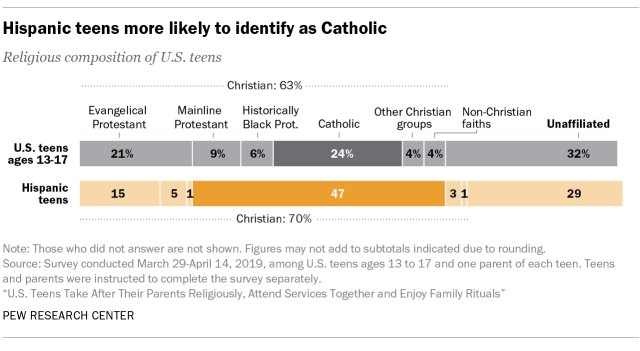 Hispanic teens more likely to identify as Catholic
Religious composition of U.S. teens
Christian: 63%
Evangelical Protestant
Mainline Protestant
Historically Black Prot.
Catholic
Other Christian groups
Non-Christian faiths
Unaffiliated
U.S. teens ages 13-17
21%
9%
6%
24%
4%
4%
32%
Hispanic teens
15
5
1
47
3
1
29
Christian: 70%
Note: Those who did not answer are not shown. Figures may not add to subtotals indicated due to rounding.
Source: Survey conducted March 29-April 14, 2019, among U.S. teens ages 13 to 17 and one parent of each teen. Teens
and parents were instructed to complete the survey separately.
“U.S. Teens Take After Their Parents Religiously, Attend Services Together and Enjoy Family Rituals”
PEW RESEARCH CENTER